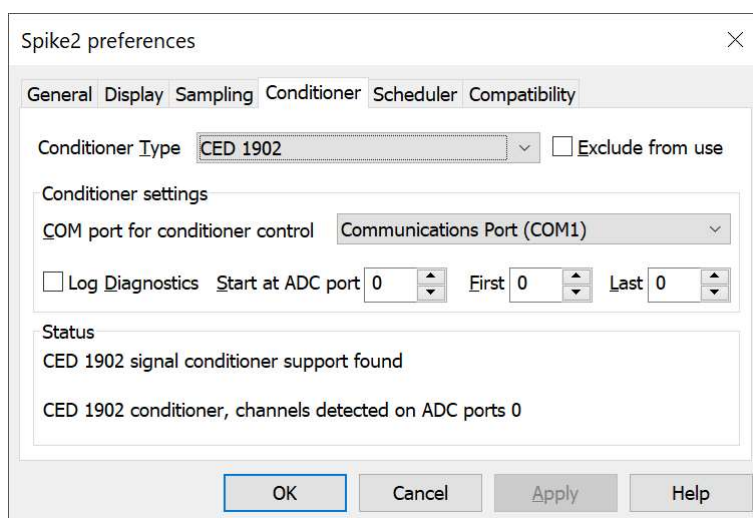 Spike2 preferences
General Display Sampling Conditioner Scheduler Compatibility
Conditioner Type CED 1902 Exclude from use
Conditioner settings
COM port for conditioner control Communications Port (COM1)
Log Diagnostics Start at ADC port 0 First 0 Last 0
Status
CED 1902 signal conditioner support found
CED 1902 conditioner, channels detected on ADC ports 0
OK Cancel Apply Help